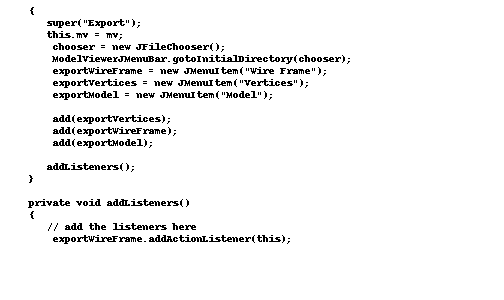 {
super("Export");
this.mv = mv;
chooser = new JFileChooser();
ModelViewerJMenuBar.gotoInitialDirectory(chooser);
exportWireFrame = new JMenuItem("Wire Frame");
exportVertices = new JMenuItem("Vertices");
exportModel = new JMenuItem("Model");
add(exportVertices);
add(exportWireFrame);
add(exportModel);
addListeners();
}
private void addListeners()
{
// add the listeners here
exportWireFrame.addActionListener(this);